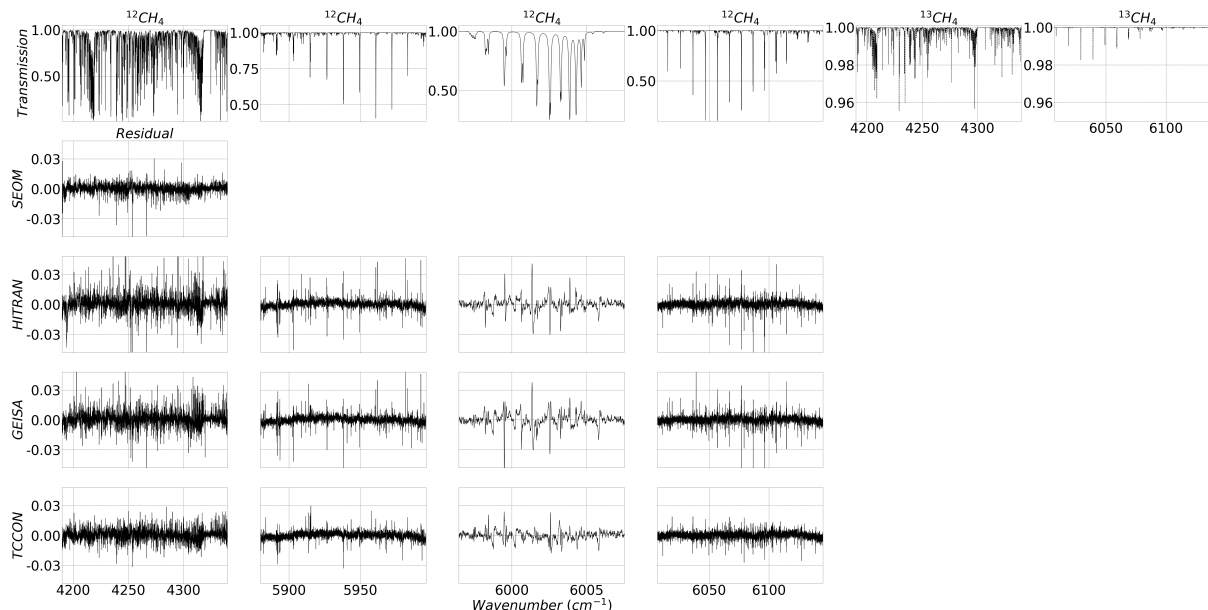 ¹²CH₄ ¹²CH₄ ¹²CH₄ ¹²CH₄ ¹³CH₄ ¹³CH₄
Transmission
1.00 0.50
1.00 0.75 0.50
1.00 0.50
1.00 0.50
1.00 0.98 0.96
1.00 0.98 0.96
4200 4250 4300 6050 6100
Residual
SEOM
0.03 0.00 -0.03
HITRAN
0.03 0.00 -0.03
GEISA
0.03 0.00 -0.03
TCCON
0.03 0.00 -0.03
4200 4250 4300 5900 5950 6000 6005 6050 6100
Wavenumber (cm⁻¹)